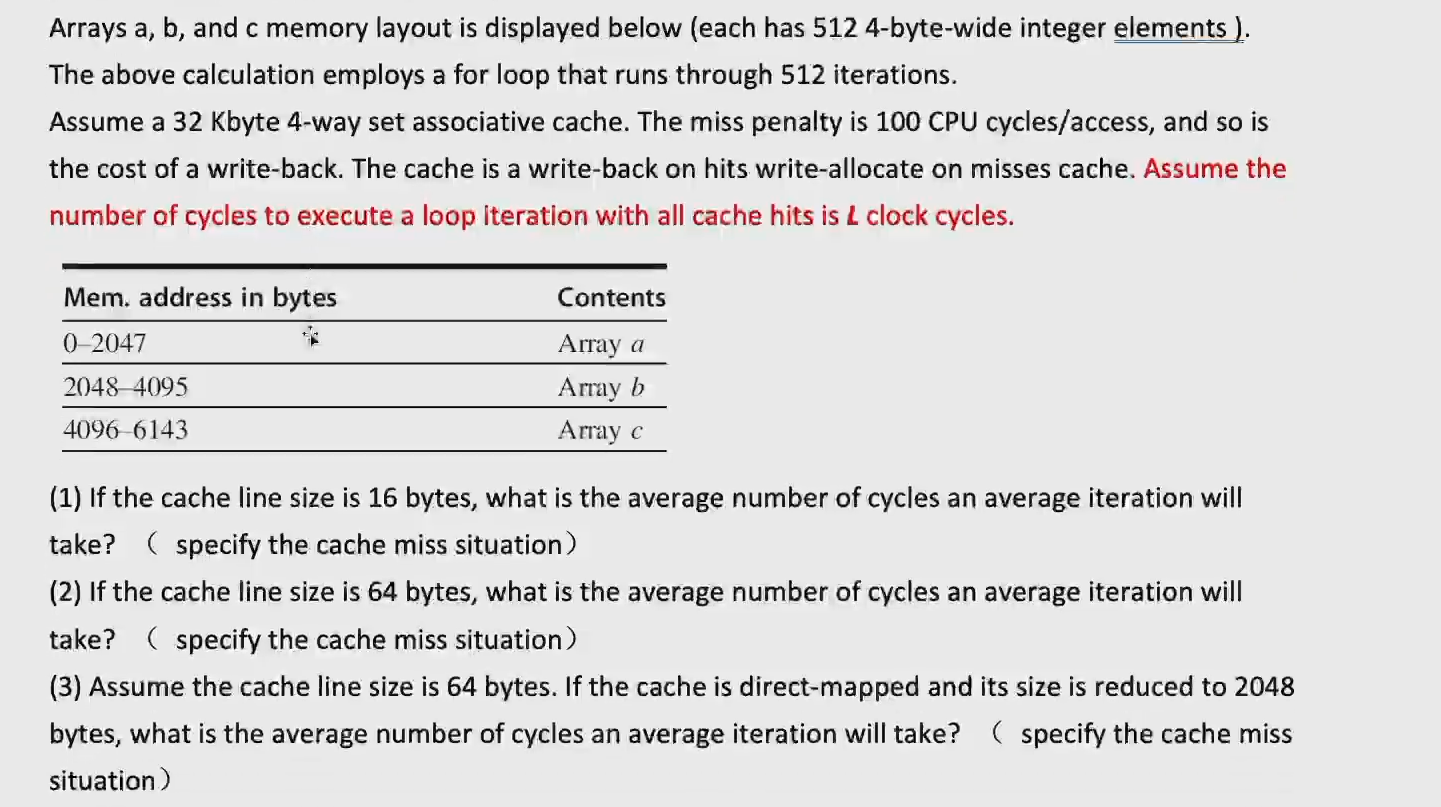 Arrays a, b, and c memory layout is displayed below (each has 512 4-byte-wide integer elements ).
The above calculation employs a for loop that runs through 512 iterations.
Assume a 32 Kbyte 4-way set associative cache. The miss penalty is 100 CPU cycles/access, and so is
the cost of a write-back. The cache is a write-back on hits write-allocate on misses cache. Assume the
number of cycles to execute a loop iteration with all cache hits is L clock cycles.
Mem. address in bytes Contents
0–2047 Array a
2048–4095 Array b
4096–6143 Array c
(1) If the cache line size is 16 bytes, what is the average number of cycles an average iteration will
take? （ specify the cache miss situation）
(2) If the cache line size is 64 bytes, what is the average number of cycles an average iteration will
take? （ specify the cache miss situation）
(3) Assume the cache line size is 64 bytes. If the cache is direct-mapped and its size is reduced to 2048
bytes, what is the average number of cycles an average iteration will take? （ specify the cache miss
situation）